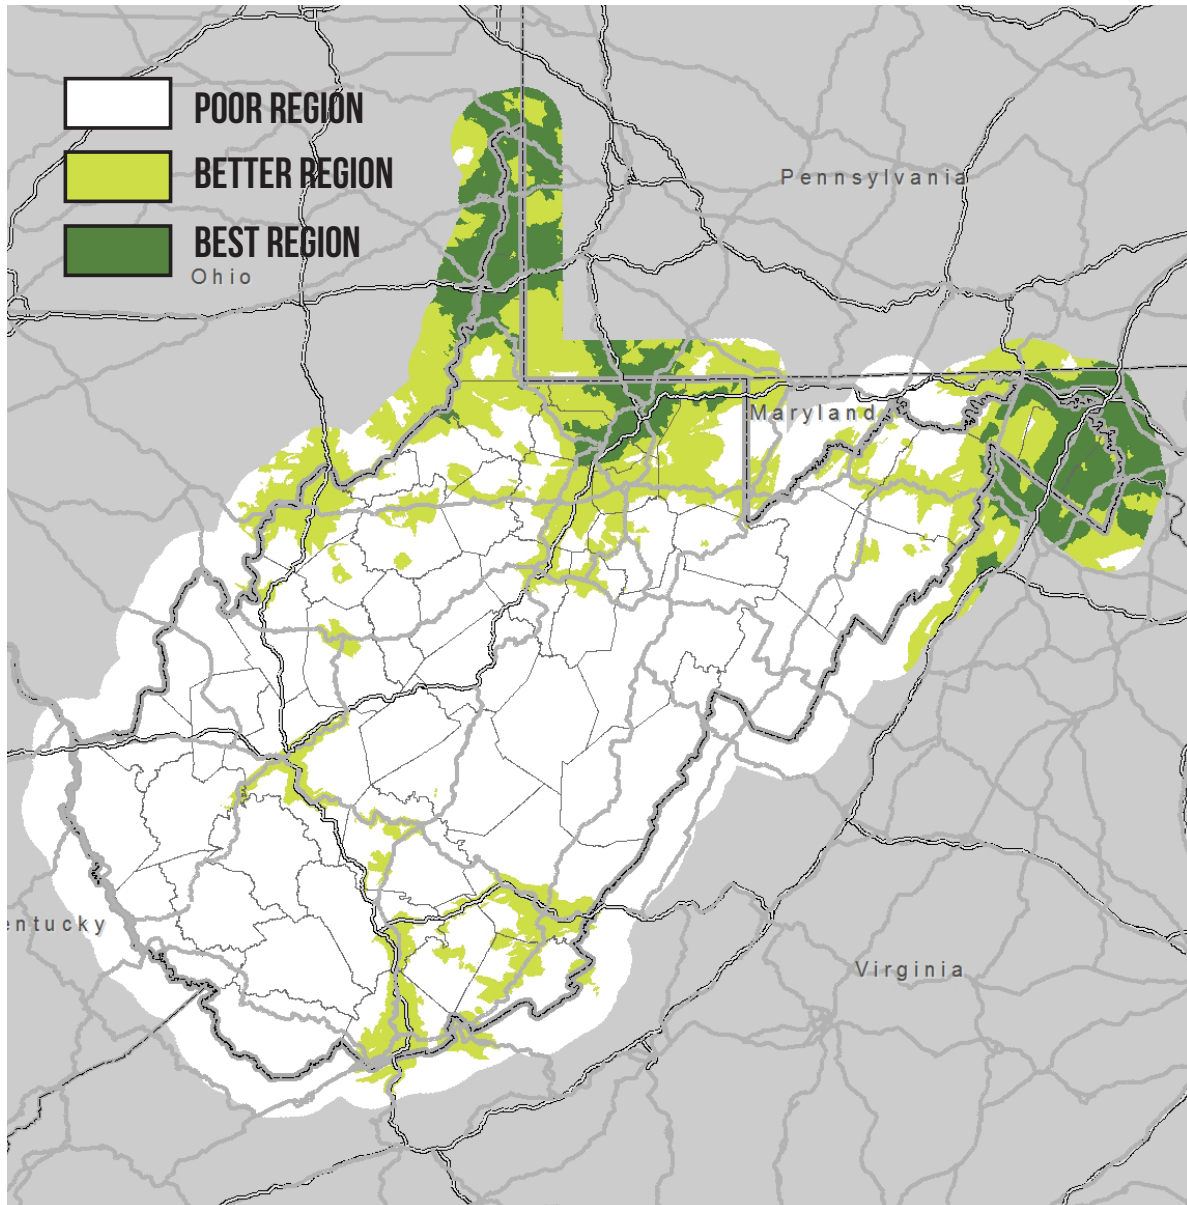 POOR REGION
Pennsylvania
BETTER REGION
BEST REGION
Ohio
Maryland
entucky
Virginia